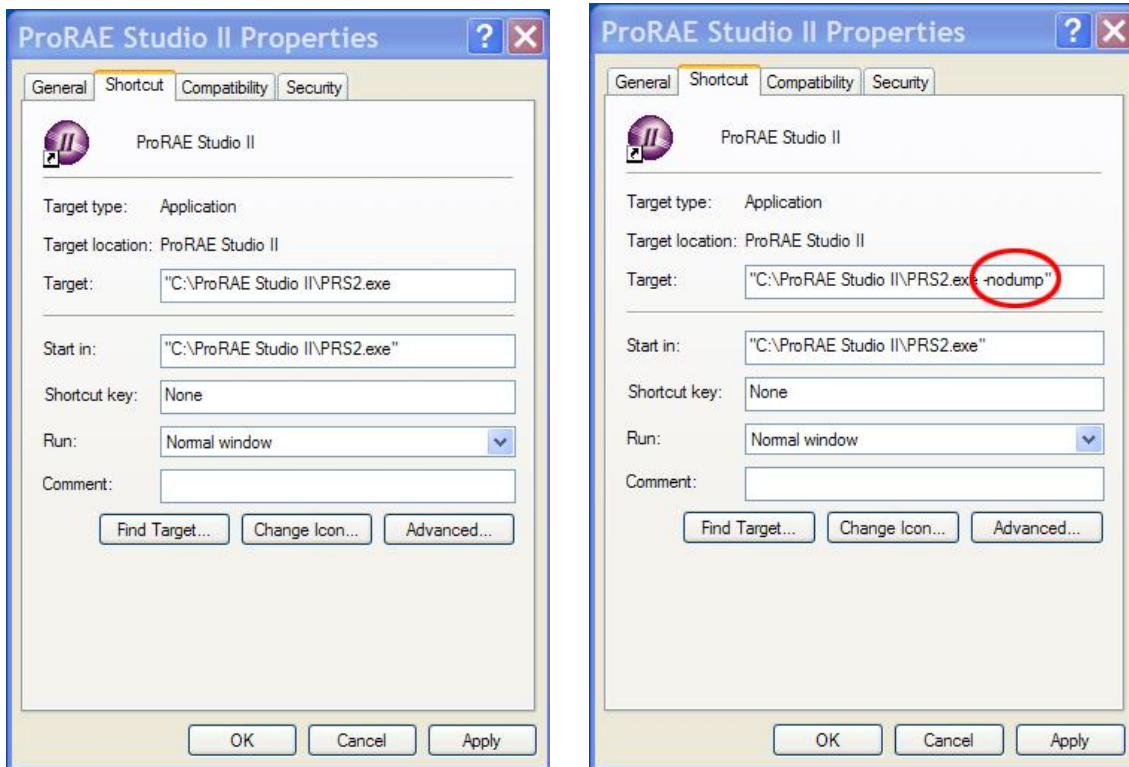 ProRAE Studio II Properties
General Shortcut Compatibility Security
II
ProRAE Studio II
Target type: Application
Target location: ProRAE Studio II
Target: "C:\ProRAE Studio II\PRS2.exe
Start in: "C:\ProRAE Studio II\PRS2.exe"
Shortcut key: None
Run: Normal window
Comment:
Find Target... Change Icon... Advanced...
OK Cancel Apply
ProRAE Studio II Properties
General Shortcut Compatibility Security
II
ProRAE Studio II
Target type: Application
Target location: ProRAE Studio II
Target: "C:\ProRAE Studio II\PRS2.exe -nodump"
Start in: "C:\ProRAE Studio II\PRS2.exe"
Shortcut key: None
Run: Normal window
Comment:
Find Target... Change Icon... Advanced...
OK Cancel Apply